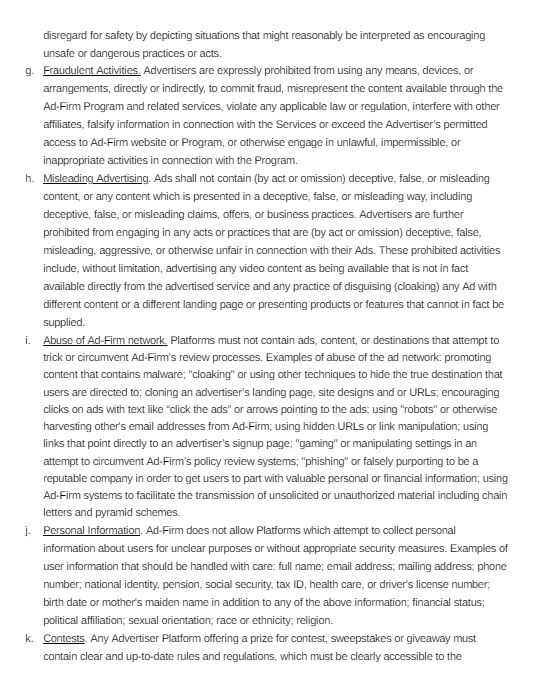 disregard for safety by depicting situations that might reasonably be interpreted as encouraging
unsafe or dangerous practices or acts.
g. Fraudulent Activities. Advertisers are expressly prohibited from using any means, devices, or
arrangements, directly or indirectly, to commit fraud, misrepresent the content available through the
Ad-Firm Program and related services, violate any applicable law or regulation, interfere with other
affiliates, falsify information in connection with the Services or exceed the Advertiser's permitted
access to Ad-Firm website or Program, or otherwise engage in unlawful, impermissible, or
inappropriate activities in connection with the Program.
h. Misleading Advertising. Ads shall not contain (by act or omission) deceptive, false, or misleading
content, or any content which is presented in a deceptive, false, or misleading way, including
deceptive, false, or misleading claims, offers, or business practices. Advertisers are further
prohibited from engaging in any acts or practices that are (by act or omission) deceptive, false,
misleading, aggressive, or otherwise unfair in connection with their Ads. These prohibited activities
include, without limitation, advertising any video content as being available that is not in fact
available directly from the advertised service and any practice of disguising (cloaking) any Ad with
different content or a different landing page or presenting products or features that cannot in fact be
supplied.
i. Abuse of Ad-Firm network. Platforms must not contain ads, content, or destinations that attempt to
trick or circumvent Ad-Firm's review processes. Examples of abuse of the ad network: promoting
content that contains malware; "cloaking" or using other techniques to hide the true destination that
users are directed to; cloning an advertiser's landing page, site designs and or URLs; encouraging
clicks on ads with text like “click the ads” or arrows pointing to the ads; using "robots" or otherwise
harvesting other's email addresses from Ad-Firm; using hidden URLs or link manipulation; using
links that point directly to an advertiser's signup page; "gaming" or manipulating settings in an
attempt to circumvent Ad-Firm's policy review systems; "phishing" or falsely purporting to be a
reputable company in order to get users to part with valuable personal or financial information; using
Ad-Firm systems to facilitate the transmission of unsolicited or unauthorized material including chain
letters and pyramid schemes.
j. Personal Information. Ad-Firm does not allow Platforms which attempt to collect personal
information about users for unclear purposes or without appropriate security measures. Examples of
user information that should be handled with care: full name; email address; mailing address; phone
number; national identity, pension, social security, tax ID, health care, or driver's license number;
birth date or mother's maiden name in addition to any of the above information; financial status;
political affiliation; sexual orientation; race or ethnicity; religion.
k. Contests. Any Advertiser Platform offering a prize for contest, sweepstakes or giveaway must
contain clear and up-to-date rules and regulations, which must be clearly accessible to the